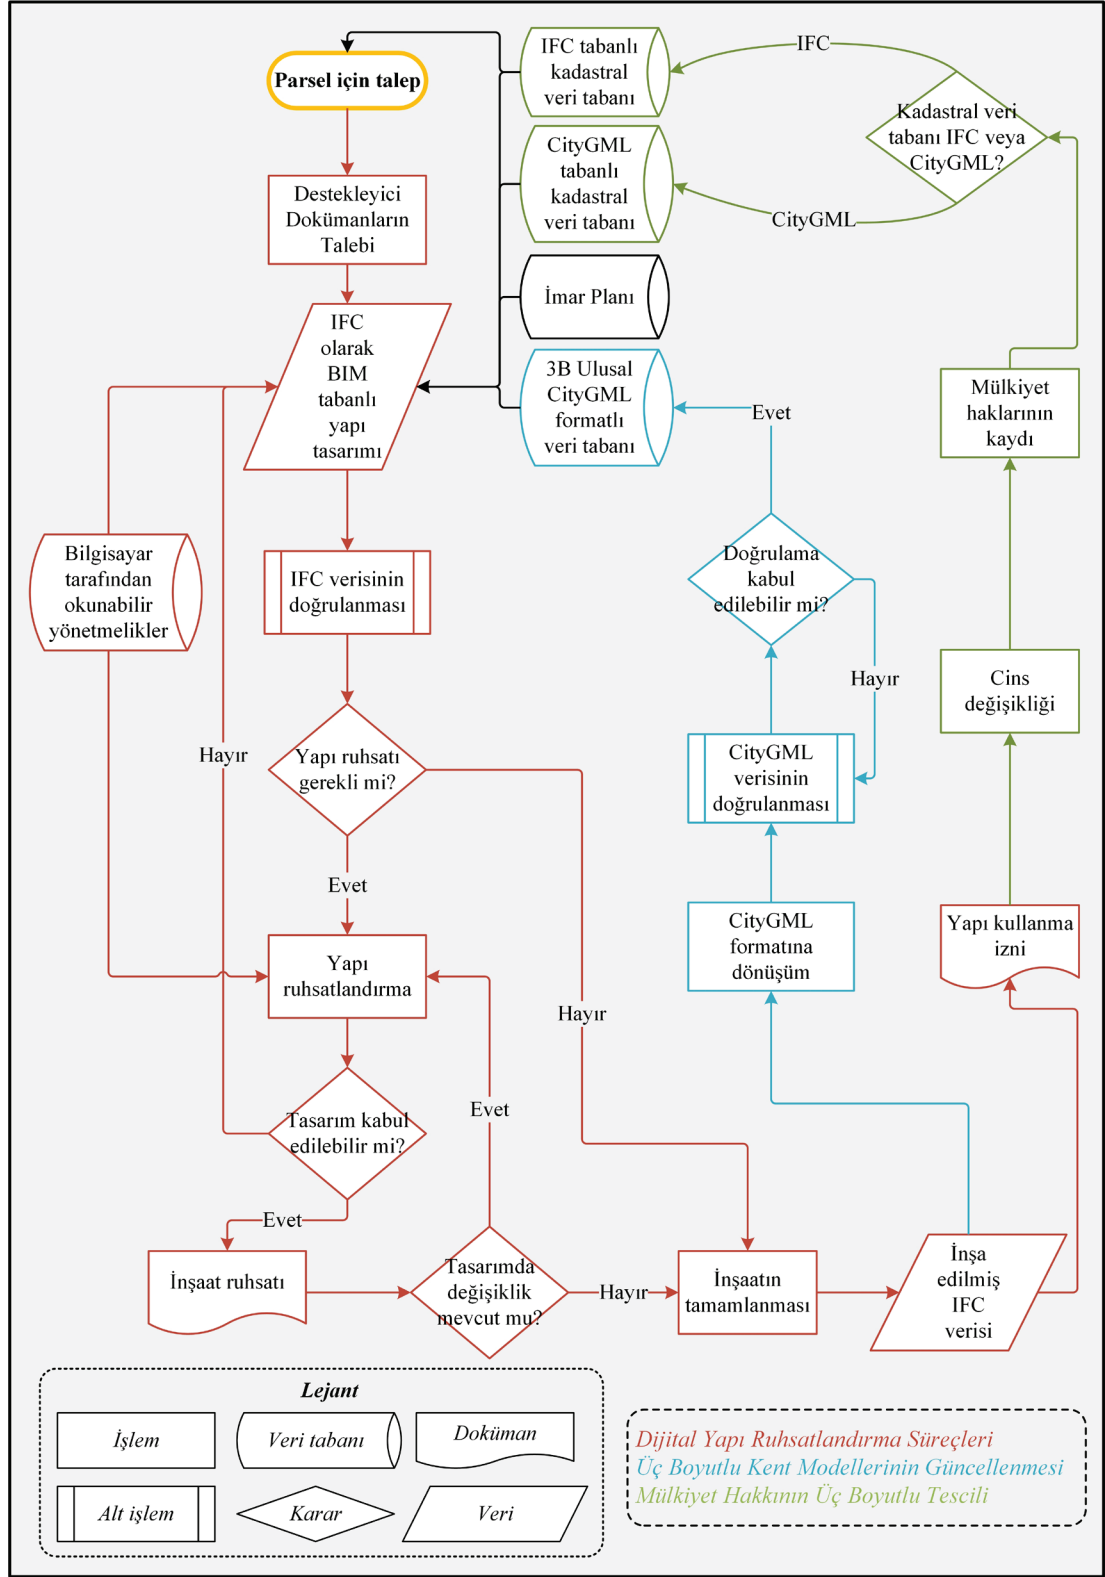 Parsel için talep
IFC tabanlı
kadastral
veri tabanı
IFC
Kadastral veri
tabanı IFC veya
CityGML?
CityGML
tabanlı
kadastral
veri tabanı
CityGML
Destekleyici
Dokümanların
Talebi
İmar Planı
IFC
olarak
BIM
tabanlı
yapı
tasarımı
3B Ulusal
CityGML
formatlı
veri tabanı
Evet
Mülkiyet
haklarının
kaydı
Bilgisayar
tarafından
okunabilir
yönetmelikler
IFC verisinin
doğrulanması
Doğrulama
kabul
edilebilir mi?
Hayır
Cins
değişikliği
Hayır
Yapı ruhsatı
gerekli mi?
CityGML
verisinin
doğrulanması
Evet
CityGML
formatına
dönüşüm
Yapı kullanma
izni
Yapı
ruhsatlandırma
Hayır
Tasarım kabul
edilebilir mi?
Evet
Evet
İnşaat ruhsatı
Tasarımda
değişiklik
mevcut mu?
Hayır
İnşaatın
tamamlanması
İnşa
edilmiş
IFC
verisi
Lejant
İşlem
Veri tabanı
Doküman
Alt işlem
Karar
Veri
Dijital Yapı Ruhsatlandırma Süreçleri
Üç Boyutlu Kent Modellerinin Güncellenmesi
Mülkiyet Hakkının Üç Boyutlu Tescili